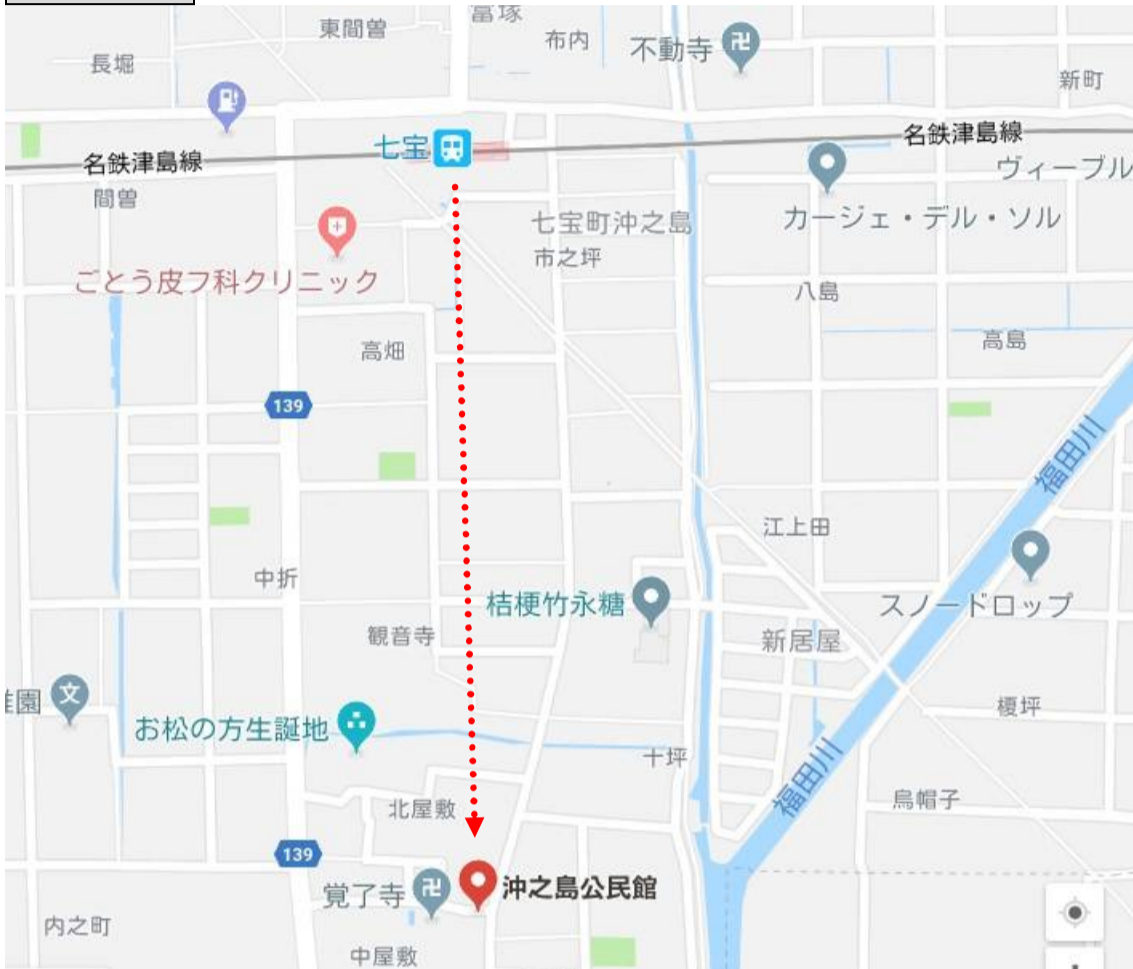 富塚
東間曽
布内
不動寺
長堀
新町
七宝
名鉄津島線
名鉄津島線
ヴィーブル
間曽
七宝町沖之島
カージェ・デル・ソル
市之坪
ごとう皮フ科クリニック
八島
高島
高畑
139
福田川
江上田
中折
桔梗竹永糖
スノードロップ
観音寺
新居屋
園
文
榎坪
お松の方生誕地
十坪
福田川
北屋敷
烏帽子
139
覚了寺
沖之島公民館
内之町
中屋敷